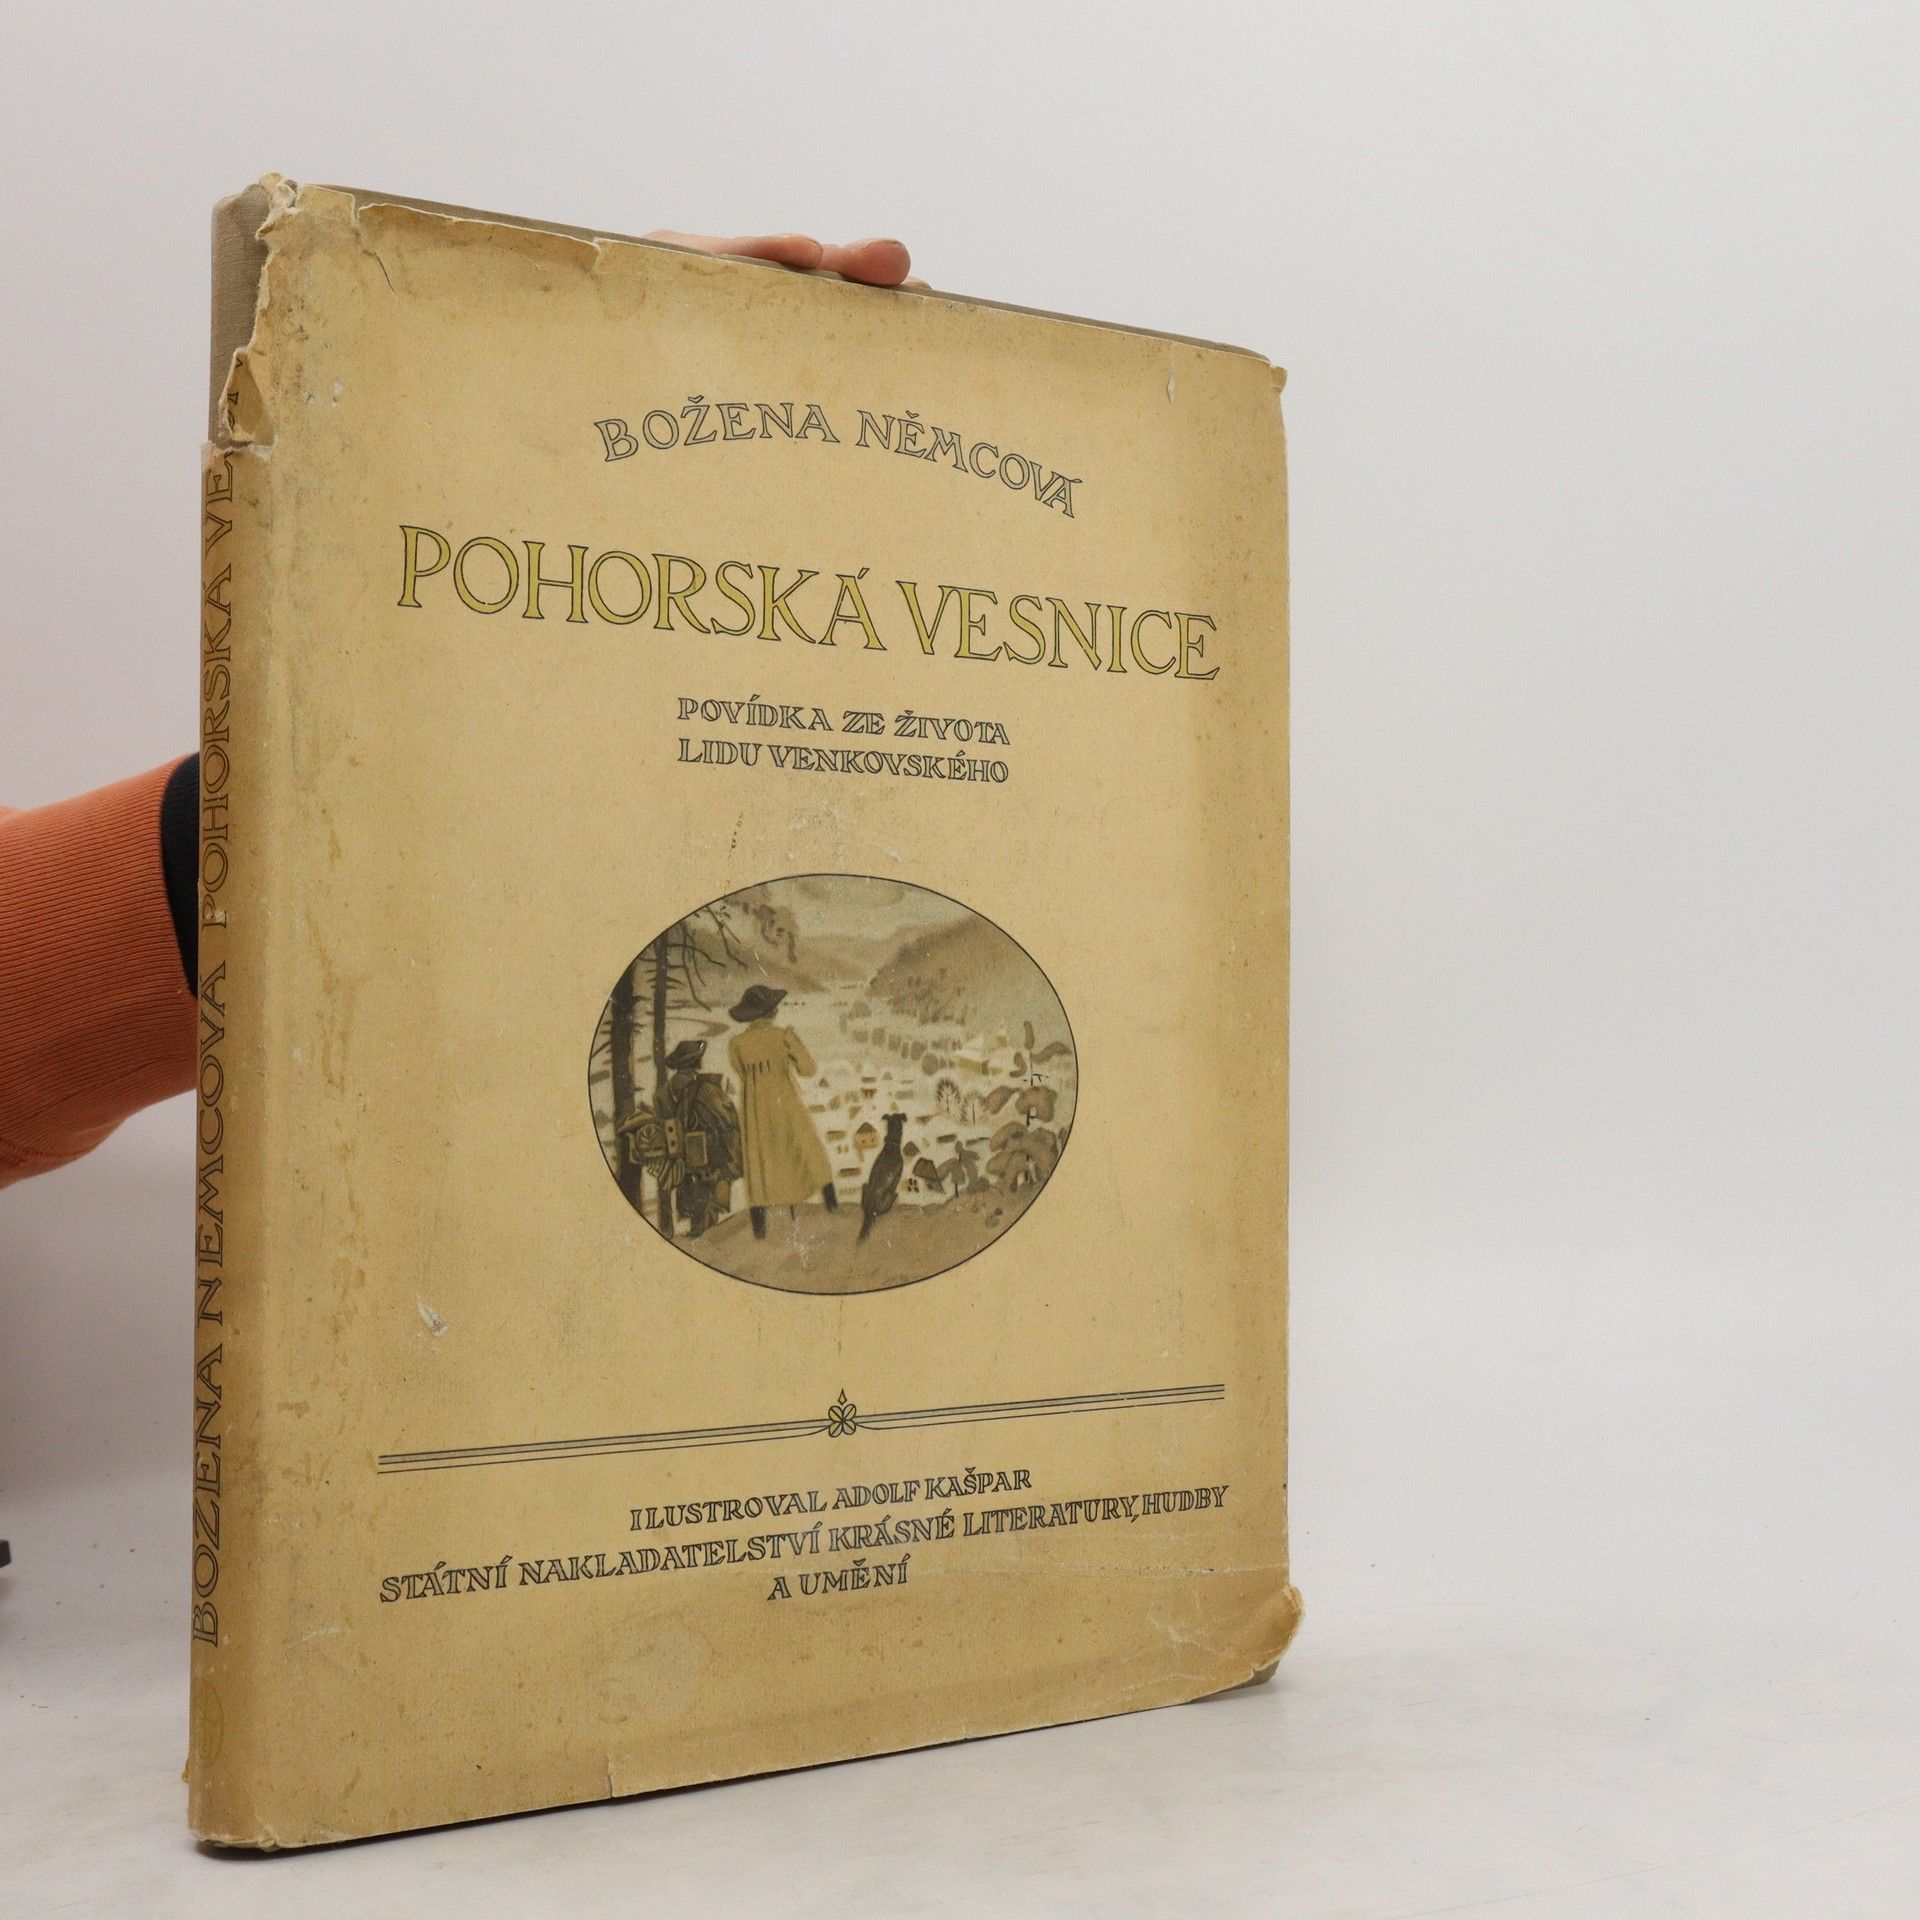 BOŽENA NĚMCOVÁ
POHORSKÁ VESNICE
POVÍDKA ZE ŽIVOTA
LIDU VENKOVSKÉHO
ILUSTROVAL ADOLF KAŠPAR
STÁTNÍ NAKLADATELSTVÍ KRÁSNÉ LITERATURY, HUDBY
A UMĚNÍ
BOŽENA NĚMCOVÁ POHORSKÁ VE